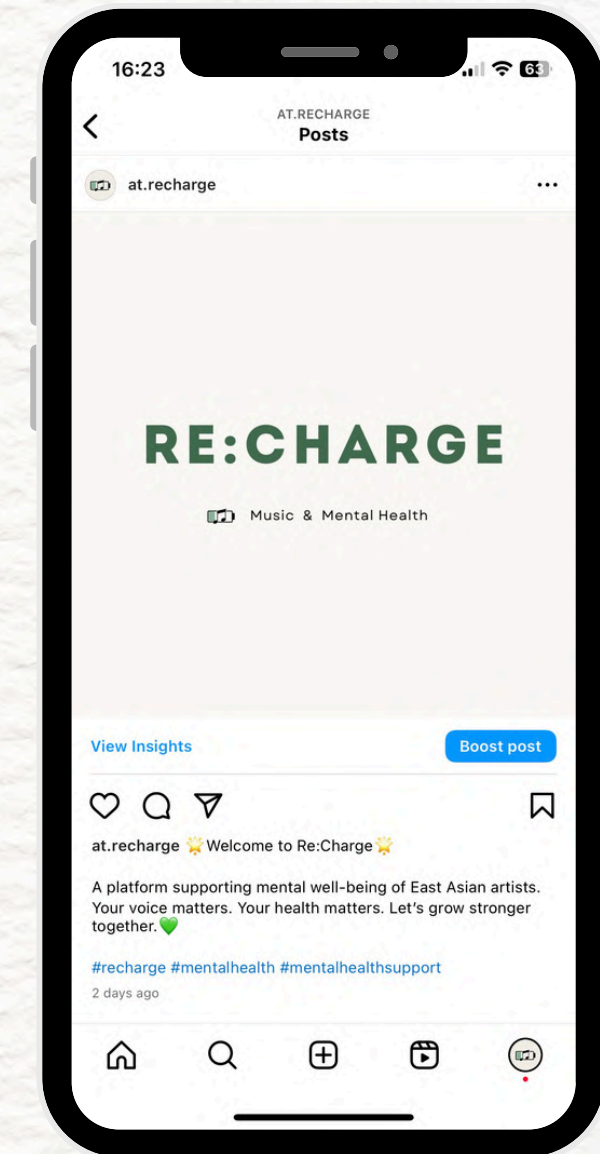 16:23
63
AT.RECHARGE
Posts
at.recharge
RE:CHARGE
Music & Mental Health
View Insights
Boost post
at.recharge 🌟Welcome to Re:Charge🌟
A platform supporting mental well-being of East Asian artists.
Your voice matters. Your health matters. Let’s grow stronger
together.💚
#recharge #mentalhealth #mentalhealthsupport
2 days ago